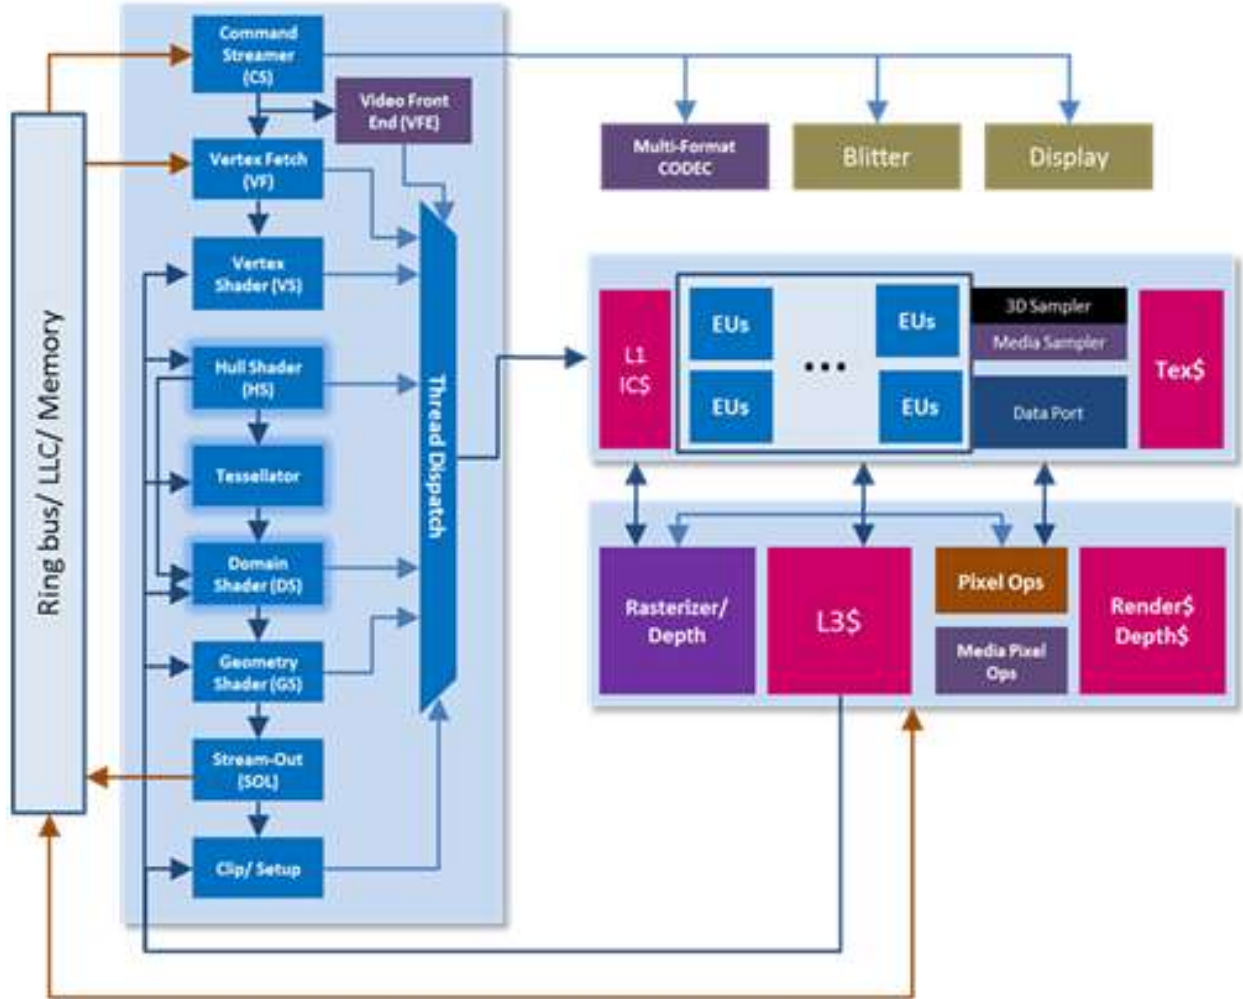 Ring bus/ LLC/ Memory
Command
Streamer
(CS)
Video Front
End (VFE)
Vertex Fetch
(VF)
Vertex
Shader (VS)
Hull Shader
(HS)
Tessellator
Domain
Shader (DS)
Geometry
Shader (GS)
Stream-Out
(SOL)
Clip/ Setup
Thread Dispatch
Multi-Format
CODEC
Blitter
Display
L1
IC$
EUs
EUs
...
EUs
EUs
3D Sampler
Media Sampler
Data Port
Tex$
Rasterizer/
Depth
L3$
Pixel Ops
Media Pixel
Ops
Render$
Depth$